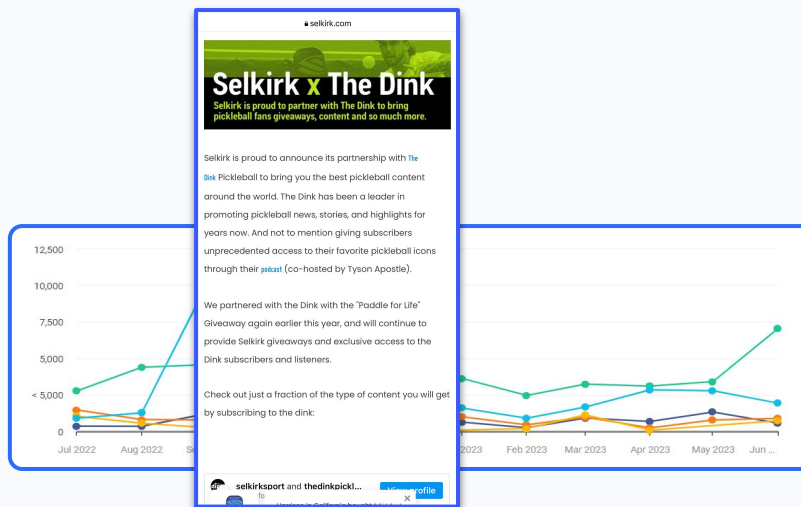 selkirk.com
Selkirk x The Dink
Selkirk is proud to partner with The Dink to bring
pickleball fans giveaways, content and so much more.
Selkirk is proud to announce its partnership with The
Dink Pickleball to bring you the best pickleball content
around the world. The Dink has been a leader in
promoting pickleball news, stories, and highlights for
years now. And not to mention giving subscribers
unprecedented access to their favorite pickleball icons
through their podcast (co-hosted by Tyson Apostle).
We partnered with the Dink with the "Paddle for Life"
Giveaway again earlier this year, and will continue to
provide Selkirk giveaways and exclusive access to the
Dink subscribers and listeners.
Check out just a fraction of the type of content you will get
by subscribing to the dink:
selkirksport and thedinkpickl...
View profile
fo
12,500
10,000
7,500
5,000
< 5,000
0
Jul 2022
Aug 2022
2023
Feb 2023
Mar 2023
Apr 2023
May 2023
Jun ...